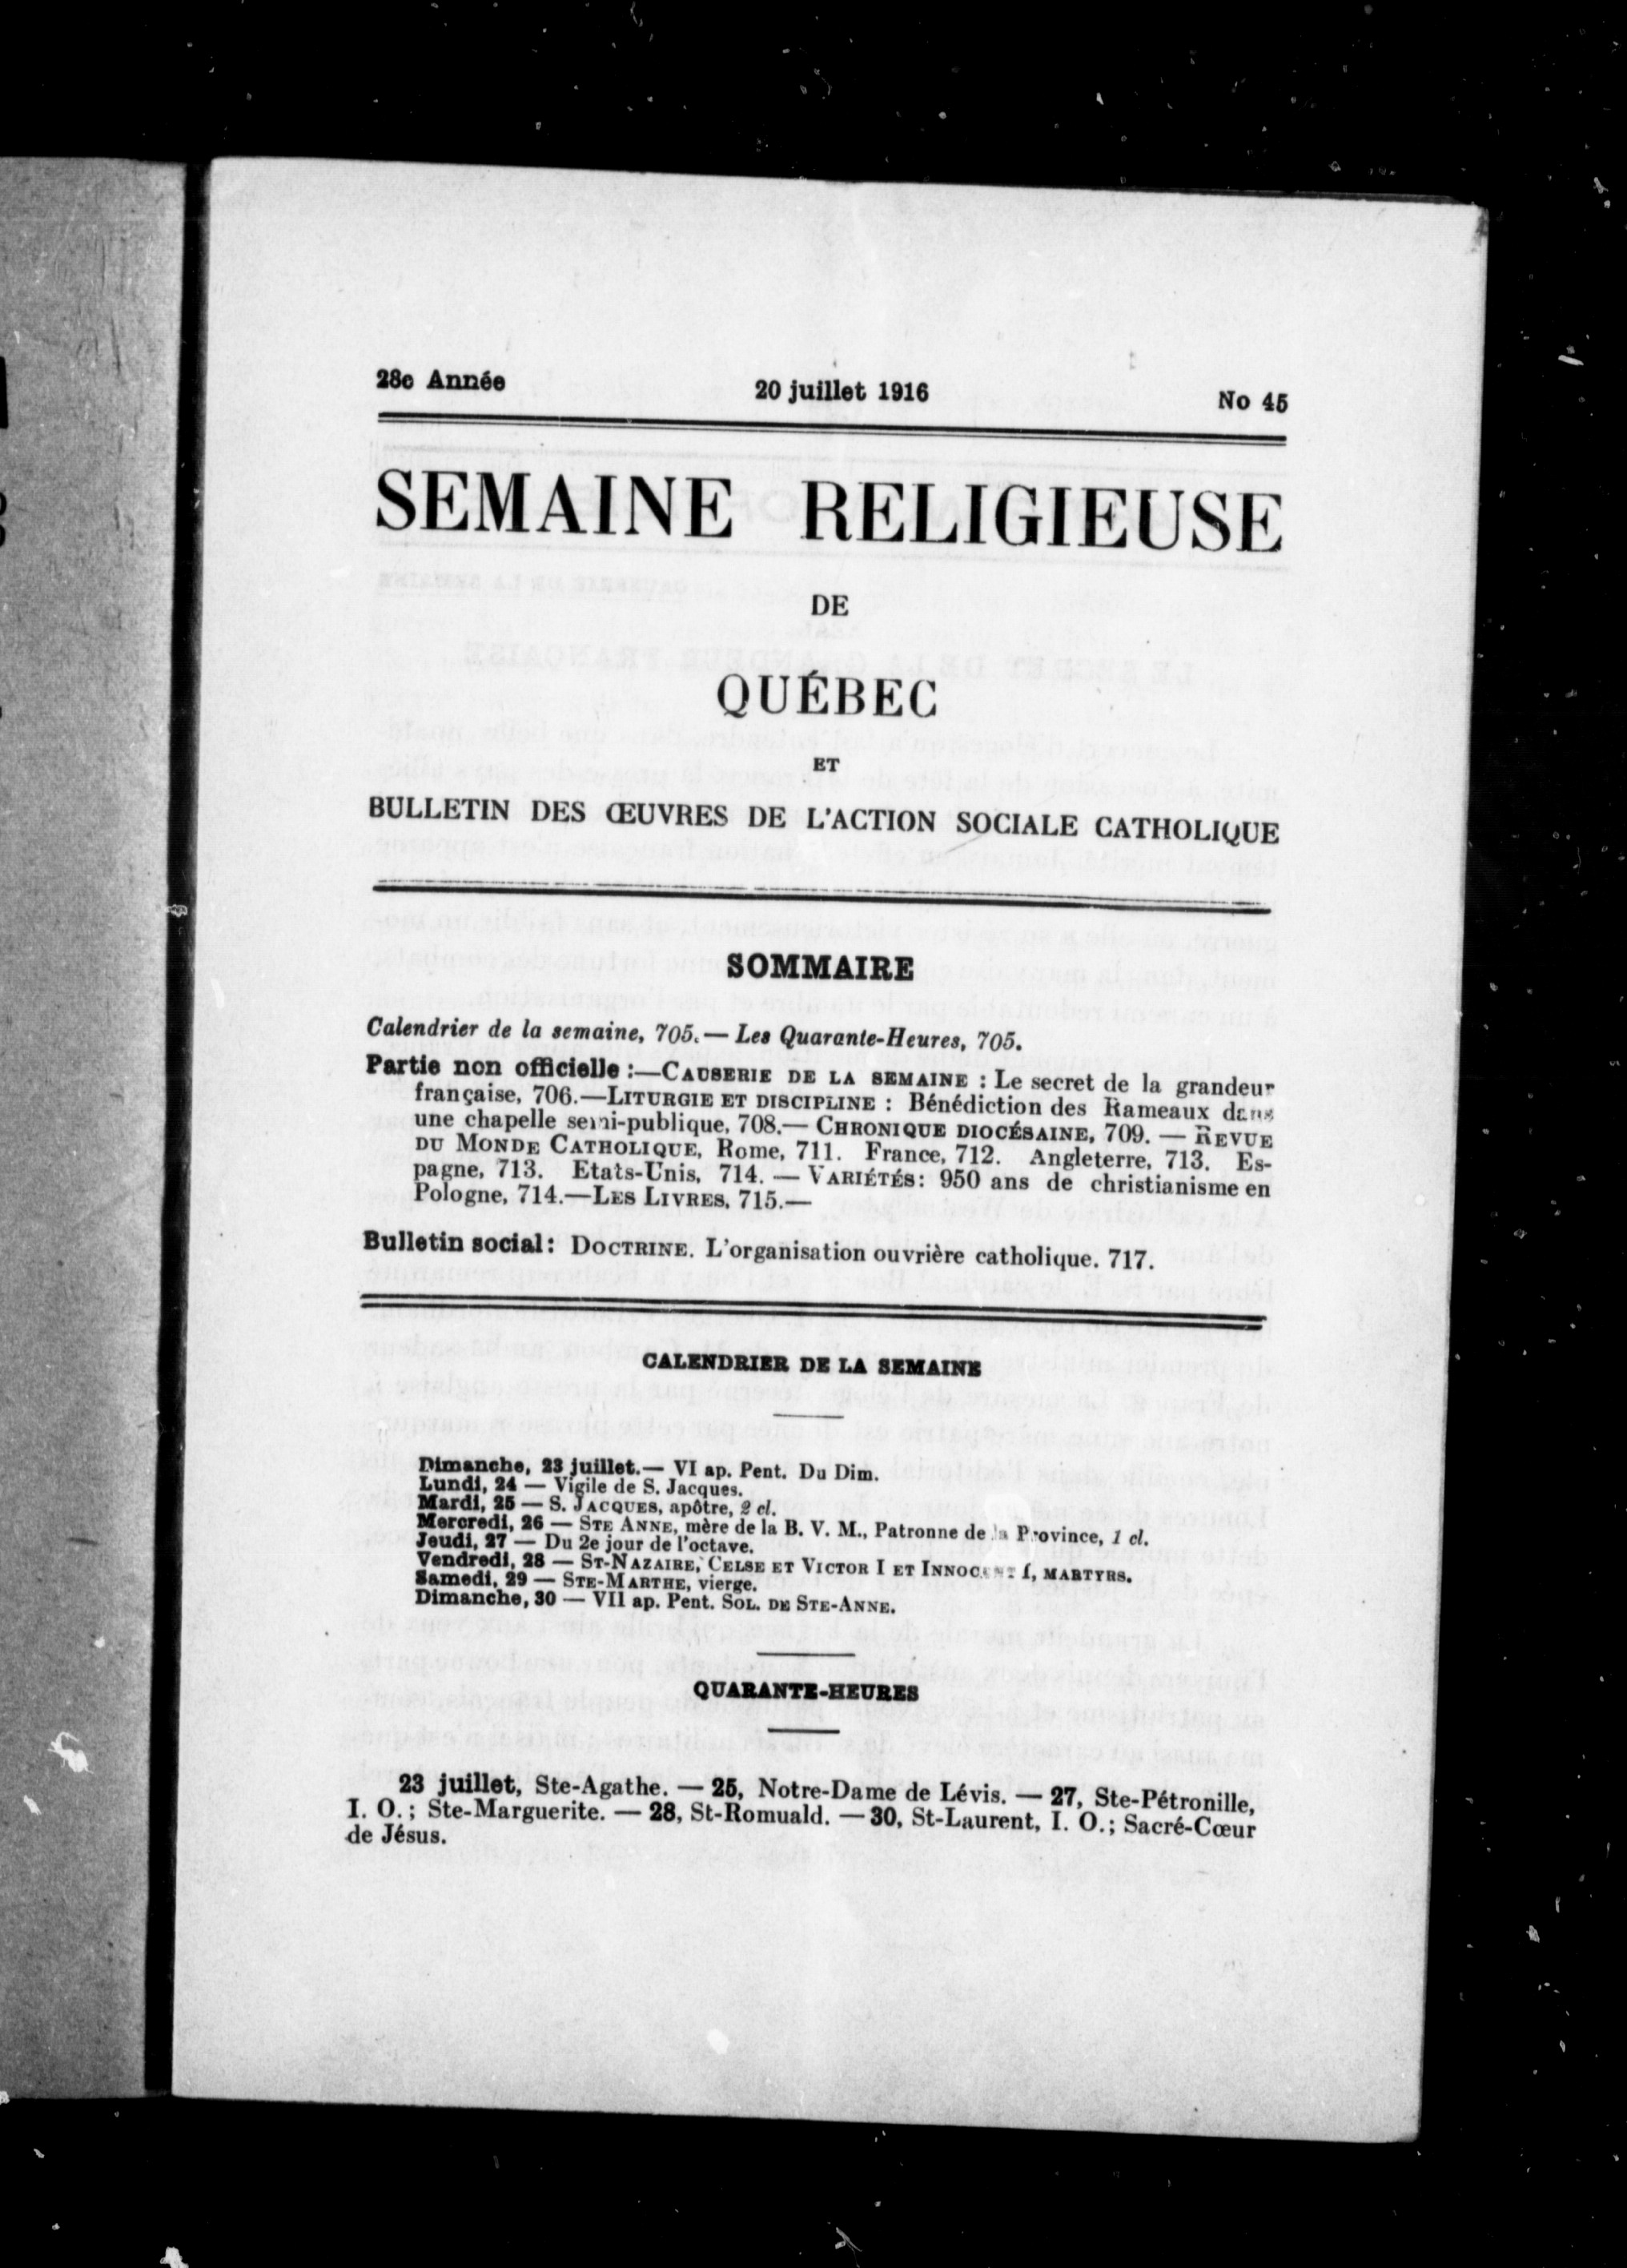 28e Année 20 juillet 1916 No 45
SEMAINE RELIGIEUSE
DE
QUÉBEC
ET
BULLETIN DES ŒUVRES DE L'ACTION SOCIALE CATHOLIQUE
SOMMAIRE
Calendrier de la semaine, 705.— Les Quarante-Heures, 705.
Partie non officielle :—CAUSERIE DE LA SEMAINE : Le secret de la grandeur
française, 706.—LITURGIE ET DISCIPLINE : Bénédiction des Rameaux dans
une chapelle semi-publique, 708.— CHRONIQUE DIOCÉSAINE, 709. — REVUE
DU MONDE CATHOLIQUE, Rome, 711. France, 712. Angleterre, 713. Es-
pagne, 713. Etats-Unis, 714. — VARIÉTÉS: 950 ans de christianisme en
Pologne, 714.—LES LIVRES, 715.—
Bulletin social: DOCTRINE. L'organisation ouvrière catholique. 717.
CALENDRIER DE LA SEMAINE
Dimanche, 23 juillet.— VI ap. Pent. Du Dim.
Lundi, 24 — Vigile de S. Jacques.
Mardi, 25 — S. JACQUES, apôtre, 2 cl.
Mercredi, 26 — STE ANNE, mère de la B. V. M., Patronne de la Province, 1 cl.
Jeudi, 27 — Du 2e jour de l'octave.
Vendredi, 28 — ST-NAZAIRE, CELSE ET VICTOR I ET INNOCENT I, MARTYRS.
Samedi, 29 — STE-MARTHE, vierge.
Dimanche, 30 — VII ap. Pent. SOL. DE STE-ANNE.
QUARANTE-HEURES
23 juillet, Ste-Agathe. — 25, Notre-Dame de Lévis. — 27, Ste-Pétronille,
I. O.; Ste-Marguerite. — 28, St-Romuald. — 30, St-Laurent, I. O.; Sacré-Cœur
de Jésus.